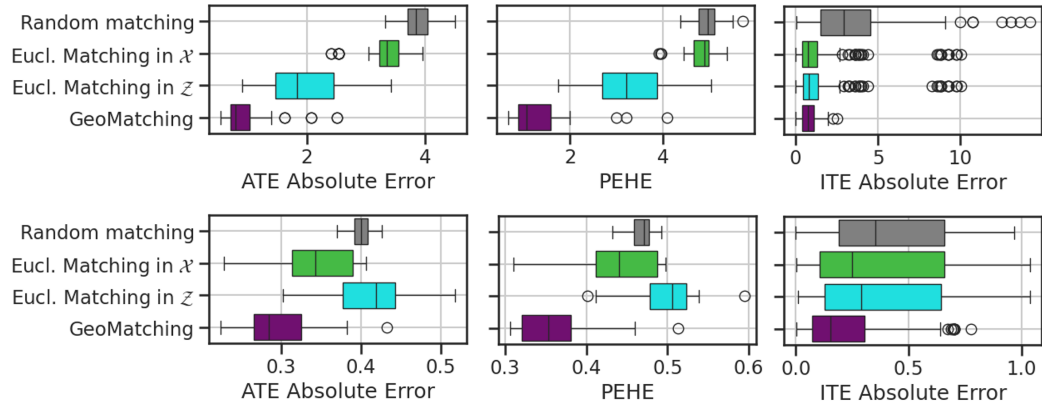 Random matching
Eucl. Matching in 𝒳
Eucl. Matching in 𝒵
GeoMatching
2 4
ATE Absolute Error
2 4
PEHE
0 5 10
ITE Absolute Error
Random matching
Eucl. Matching in 𝒳
Eucl. Matching in 𝒵
GeoMatching
0.3 0.4 0.5
ATE Absolute Error
0.3 0.4 0.5 0.6
PEHE
0.0 0.5 1.0
ITE Absolute Error